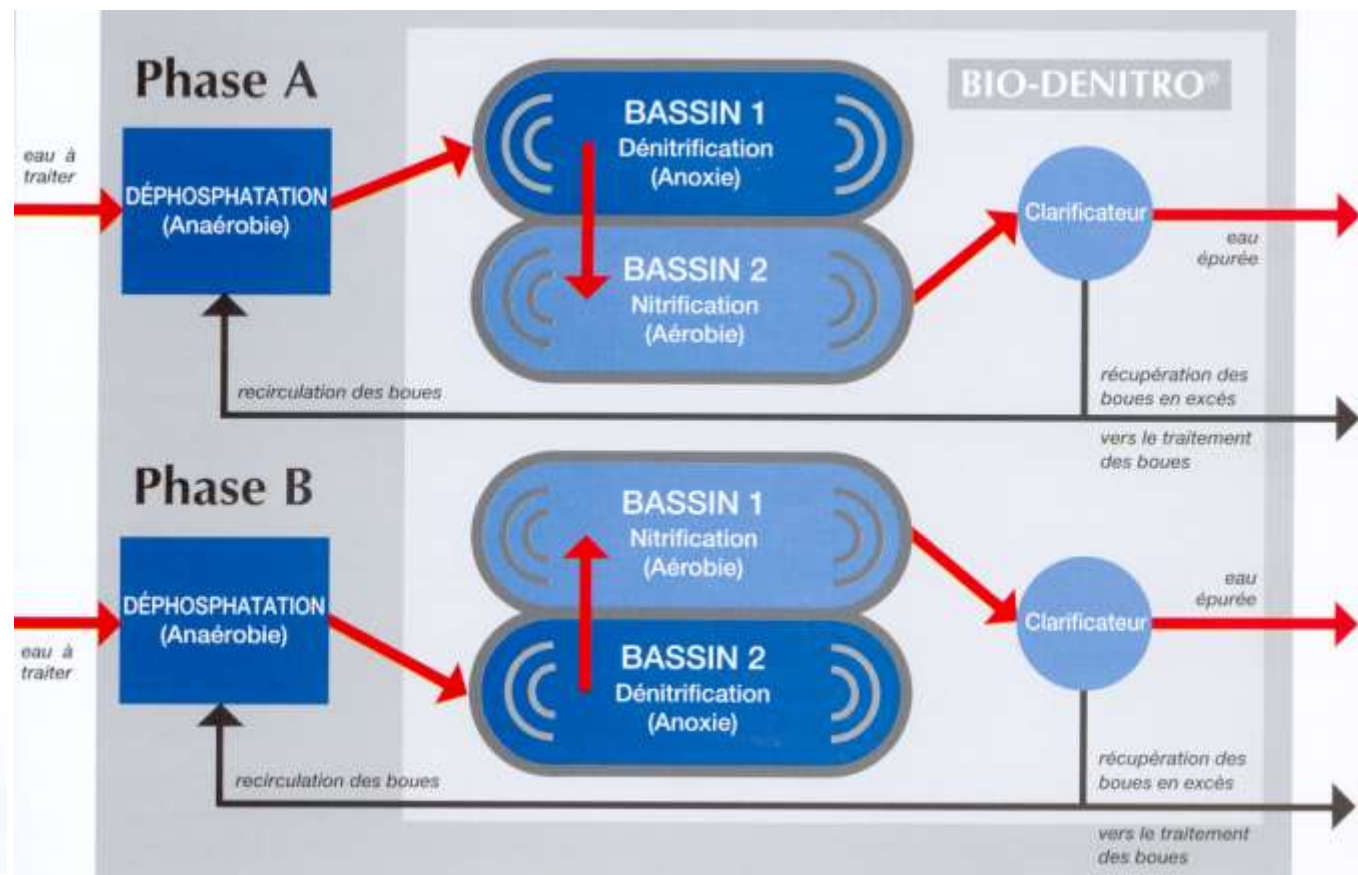 Phase A
BIO-DENITRO®
eau à
traiter
DÉPHOSPHATATION
(Anaérobie)
BASSIN 1
Dénitrification
(Anoxie)
BASSIN 2
Nitrification
(Aérobie)
Clarificateur
eau
épurée
recirculation des boues
récupération des
boues en excès
vers le traitement
des boues
Phase B
eau à
traiter
DÉPHOSPHATATION
(Anaérobie)
BASSIN 1
Nitrification
(Aérobie)
BASSIN 2
Dénitrification
(Anoxie)
Clarificateur
eau
épurée
recirculation des boues
récupération des
boues en excès
vers le traitement
des boues